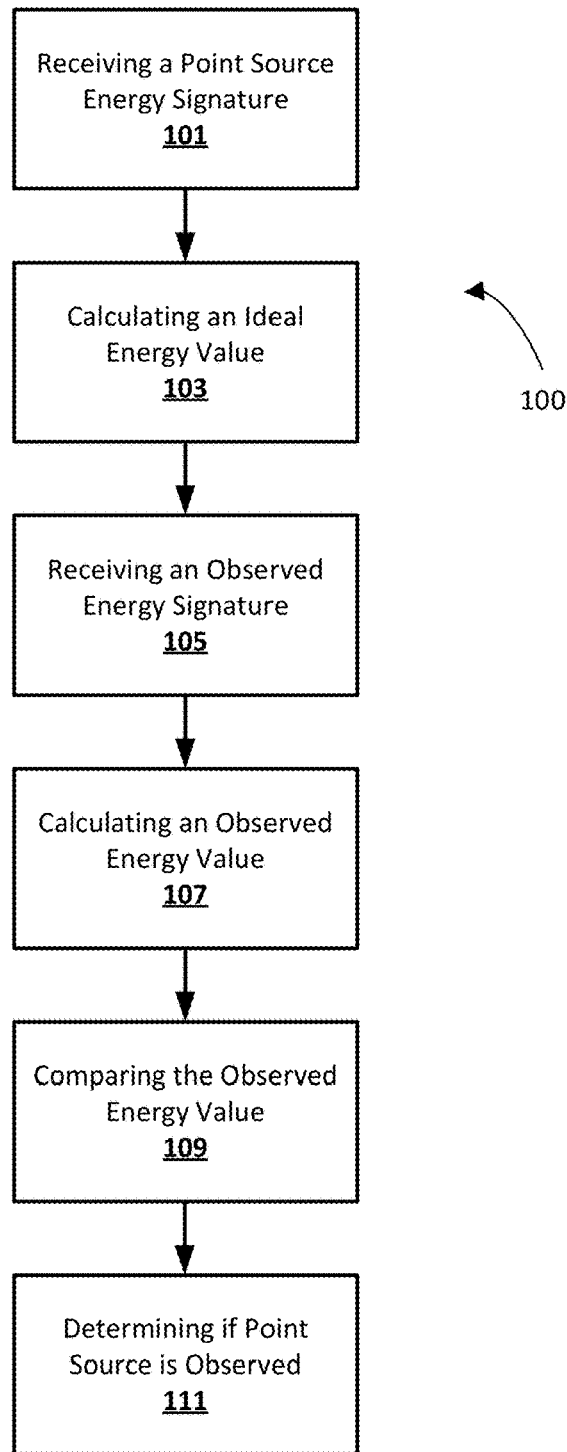 Receiving a Point Source
Energy Signature
101
Calculating an Ideal
Energy Value
103
100
Receiving an Observed
Energy Signature
105
Calculating an Observed
Energy Value
107
Comparing the Observed
Energy Value
109
Determining if Point
Source is Observed
111